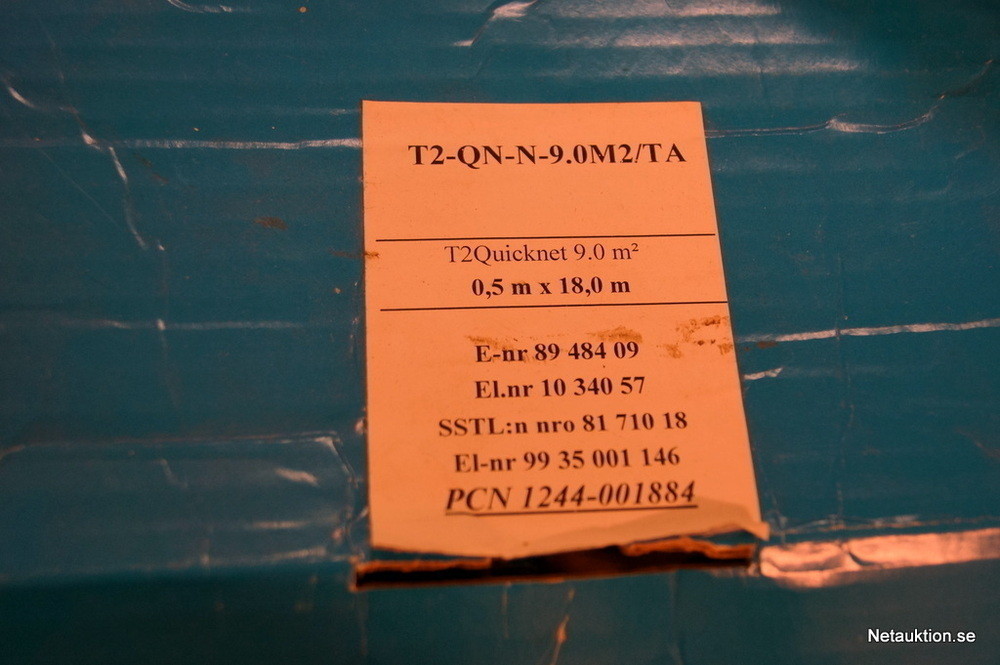 T2-QN-N-9.0M2/TA
T2Quicknet 9.0 m²
0,5 m x 18,0 m
E-nr 89 484 09
El.nr 10 340 57
SSTL:n nro 81 710 18
El-nr 99 35 001 146
PCN 1244-001884
Netauktion.se